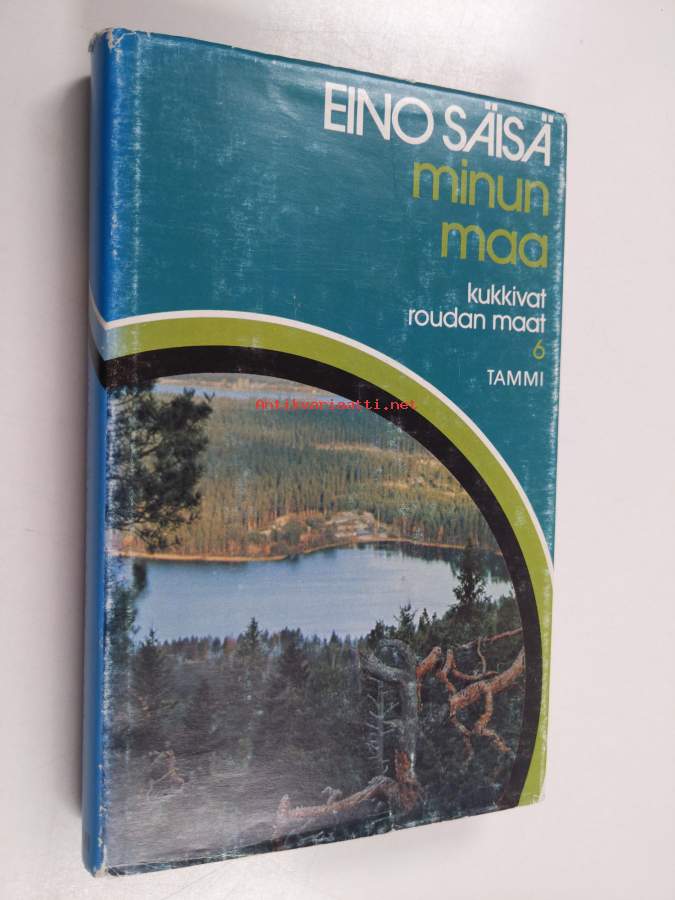 EINO SÄISÄ
minun
maa
kukkivat
roudan maat
6
TAMMI
Antikvariaatti.net